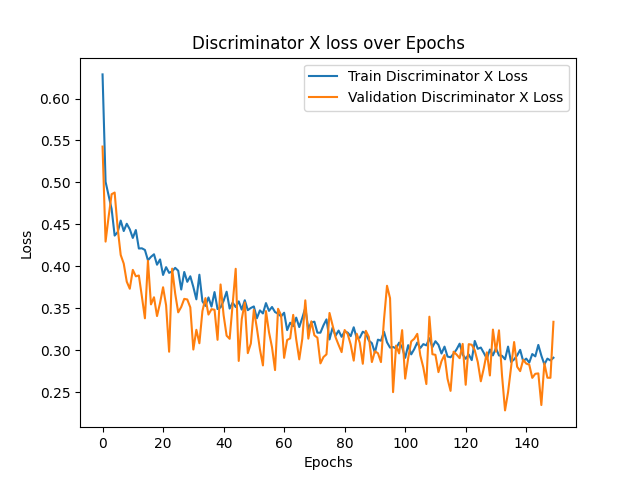 Discriminator X loss over Epochs
Train Discriminator X Loss
Validation Discriminator X Loss
0.60
0.55
0.50
0.45
0.40
0.35
0.30
0.25
Loss
0 20 40 60 80 100 120 140
Epochs